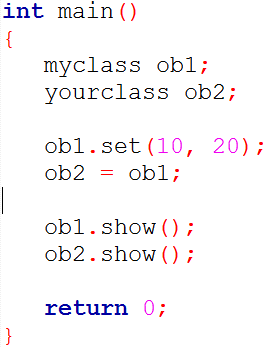 int main()
{
myclass ob1;
yourclass ob2;
ob1.set(10, 20);
ob2 = ob1;
ob1.show();
ob2.show();
return 0;
}